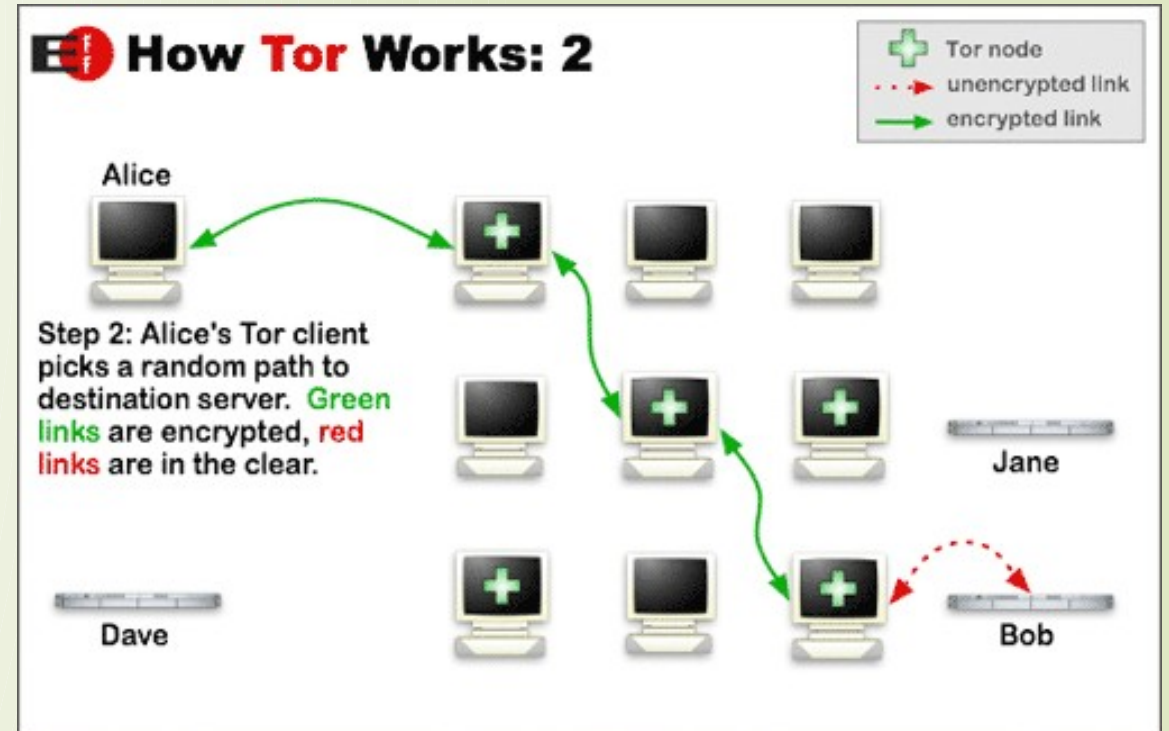 EFF How Tor Works: 2
Tor node
unencrypted link
encrypted link
Alice
Step 2: Alice's Tor client
picks a random path to
destination server. Green
links are encrypted, red
links are in the clear.
Jane
Dave
Bob